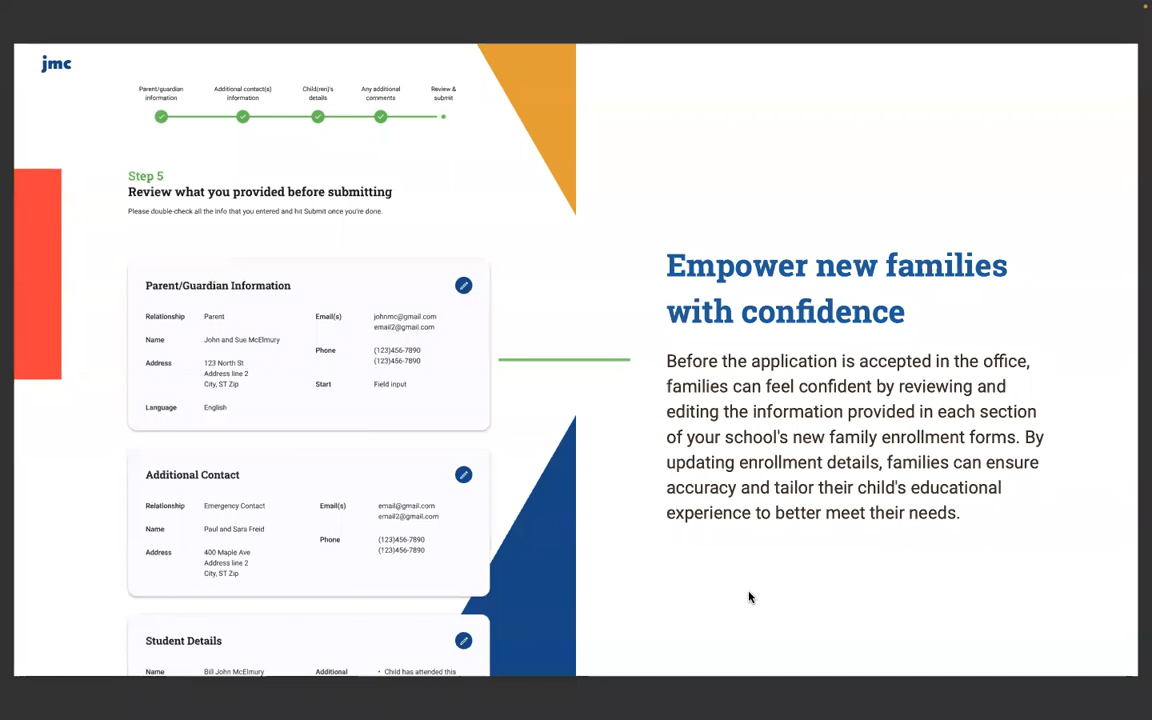 jmc
Parent/guardian
information
Additional contact(s)
information
Child(ren)'s
details
Any additional
comments
Review &
submit
Step 5
Review what you provided before submitting
Please double-check all the info that you entered and hit Submit once you're done.
Parent/Guardian Information
Relationship Parent
Name John and Sue McElmury
Address 123 North St
Address line 2
City, ST Zip
Language English
Email(s) johnmc@gmail.com
email2@gmail.com
Phone (123)456-7890
(123)456-7890
Start Field input
Additional Contact
Relationship Emergency Contact
Name Paul and Sara Freid
Address 400 Maple Ave
Address line 2
City, ST Zip
Email(s) email@gmail.com
email2@gmail.com
Phone (123)456-7890
(123)456-7890
Student Details
Name Bill John McElmury
Additional • Child has attended this
Empower new families
with confidence
Before the application is accepted in the office,
families can feel confident by reviewing and
editing the information provided in each section
of your school's new family enrollment forms. By
updating enrollment details, families can ensure
accuracy and tailor their child's educational
experience to better meet their needs.